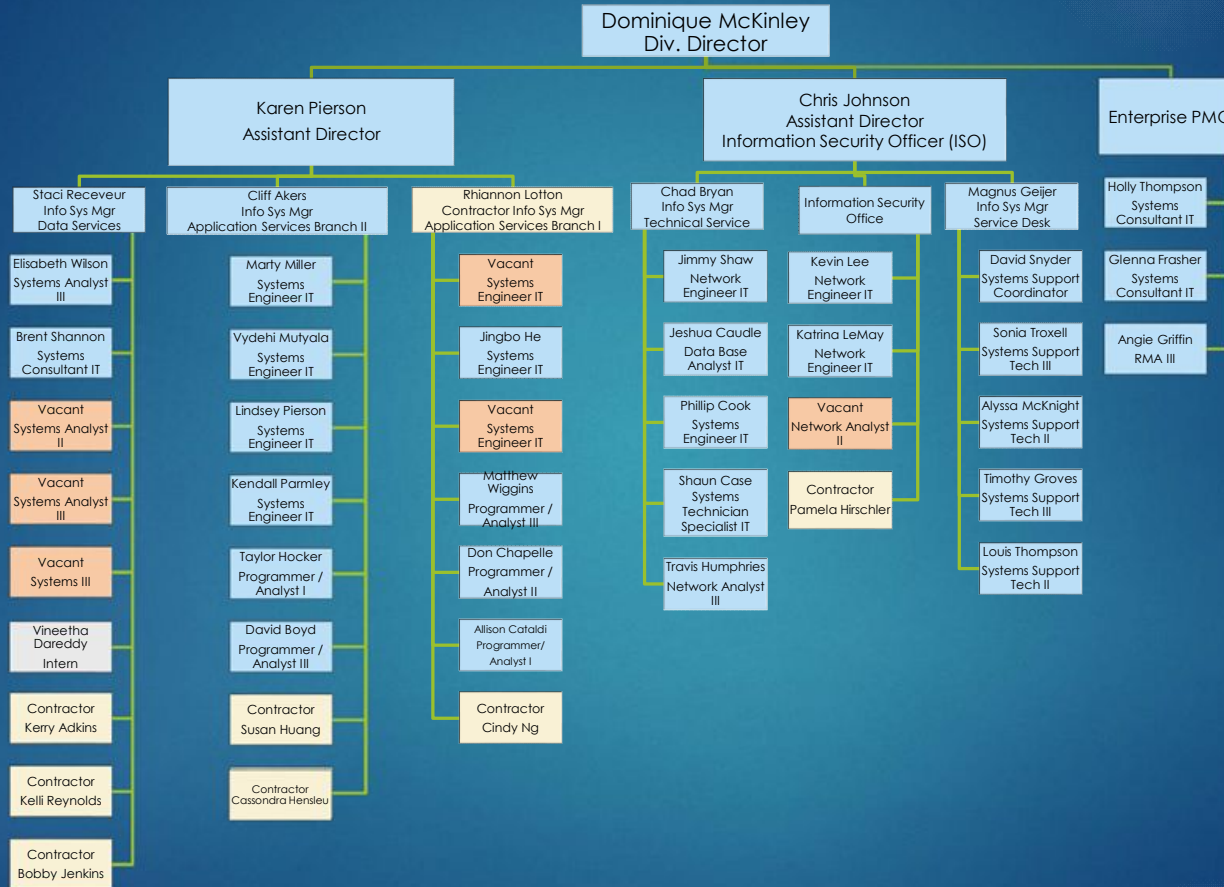 Dominique McKinley
Div. Director
Karen Pierson
Assistant Director
Chris Johnson
Assistant Director
Information Security Officer (ISO)
Enterprise PMO
Staci Receveur
Info Sys Mgr
Data Services
Elisabeth Wilson
Systems Analyst
III
Brent Shannon
Systems
Consultant IT
Vacant
Systems Analyst
II
Vacant
Systems Analyst
III
Vacant
Systems III
Vineetha
Dareddy
Intern
Contractor
Kerry Adkins
Contractor
Kelli Reynolds
Contractor
Bobby Jenkins
Cliff Akers
Info Sys Mgr
Application Services Branch II
Marty Miller
Systems
Engineer IT
Vydehi Mutyala
Systems
Engineer IT
Lindsey Pierson
Systems
Engineer IT
Kendall Parmley
Systems
Engineer IT
Taylor Hocker
Programmer /
Analyst I
David Boyd
Programmer /
Analyst III
Contractor
Susan Huang
Contractor
Cassondra Hensleu
Rhiannon Lotton
Contractor Info Sys Mgr
Application Services Branch I
Vacant
Systems
Engineer IT
Jingbo He
Systems
Engineer IT
Vacant
Systems
Engineer IT
Matthew
Wiggins
Programmer /
Analyst III
Don Chapelle
Programmer /
Analyst II
Allison Cataldi
Programmer/
Analyst I
Contractor
Cindy Ng
Chad Bryan
Info Sys Mgr
Technical Service
Jimmy Shaw
Network
Engineer IT
Jeshua Caudle
Data Base
Analyst IT
Phillip Cook
Systems
Engineer IT
Shaun Case
Systems
Technician
Specialist IT
Travis Humphries
Network Analyst
III
Information Security
Office
Kevin Lee
Network
Engineer IT
Katrina LeMay
Network
Engineer IT
Vacant
Network Analyst
II
Contractor
Pamela Hirschler
Magnus Geijer
Info Sys Mgr
Service Desk
David Snyder
Systems Support
Coordinator
Sonia Troxell
Systems Support
Tech III
Alyssa McKnight
Systems Support
Tech II
Timothy Groves
Systems Support
Tech III
Louis Thompson
Systems Support
Tech II
Holly Thompson
Systems
Consultant IT
Glenna Frasher
Systems
Consultant IT
Angie Griffin
RMA III